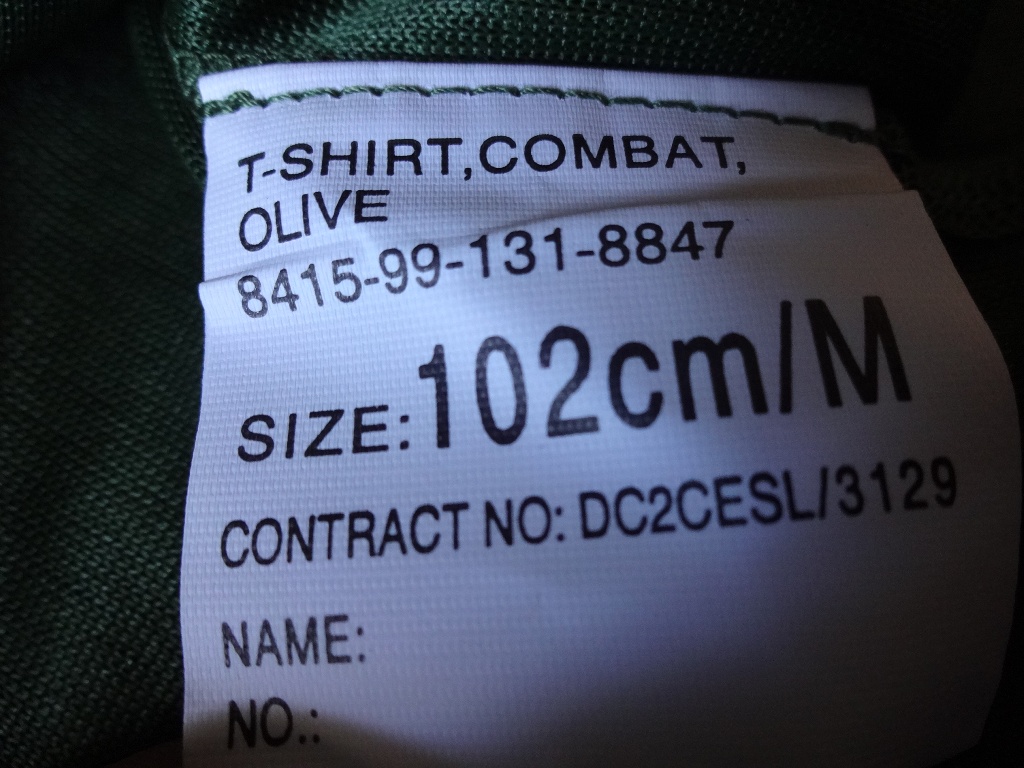 T-SHIRT,COMBAT,
OLIVE
8415-99-131-8847
SIZE: 102cm/M
CONTRACT NO: DC2CESL/3129
NAME:
NO.: